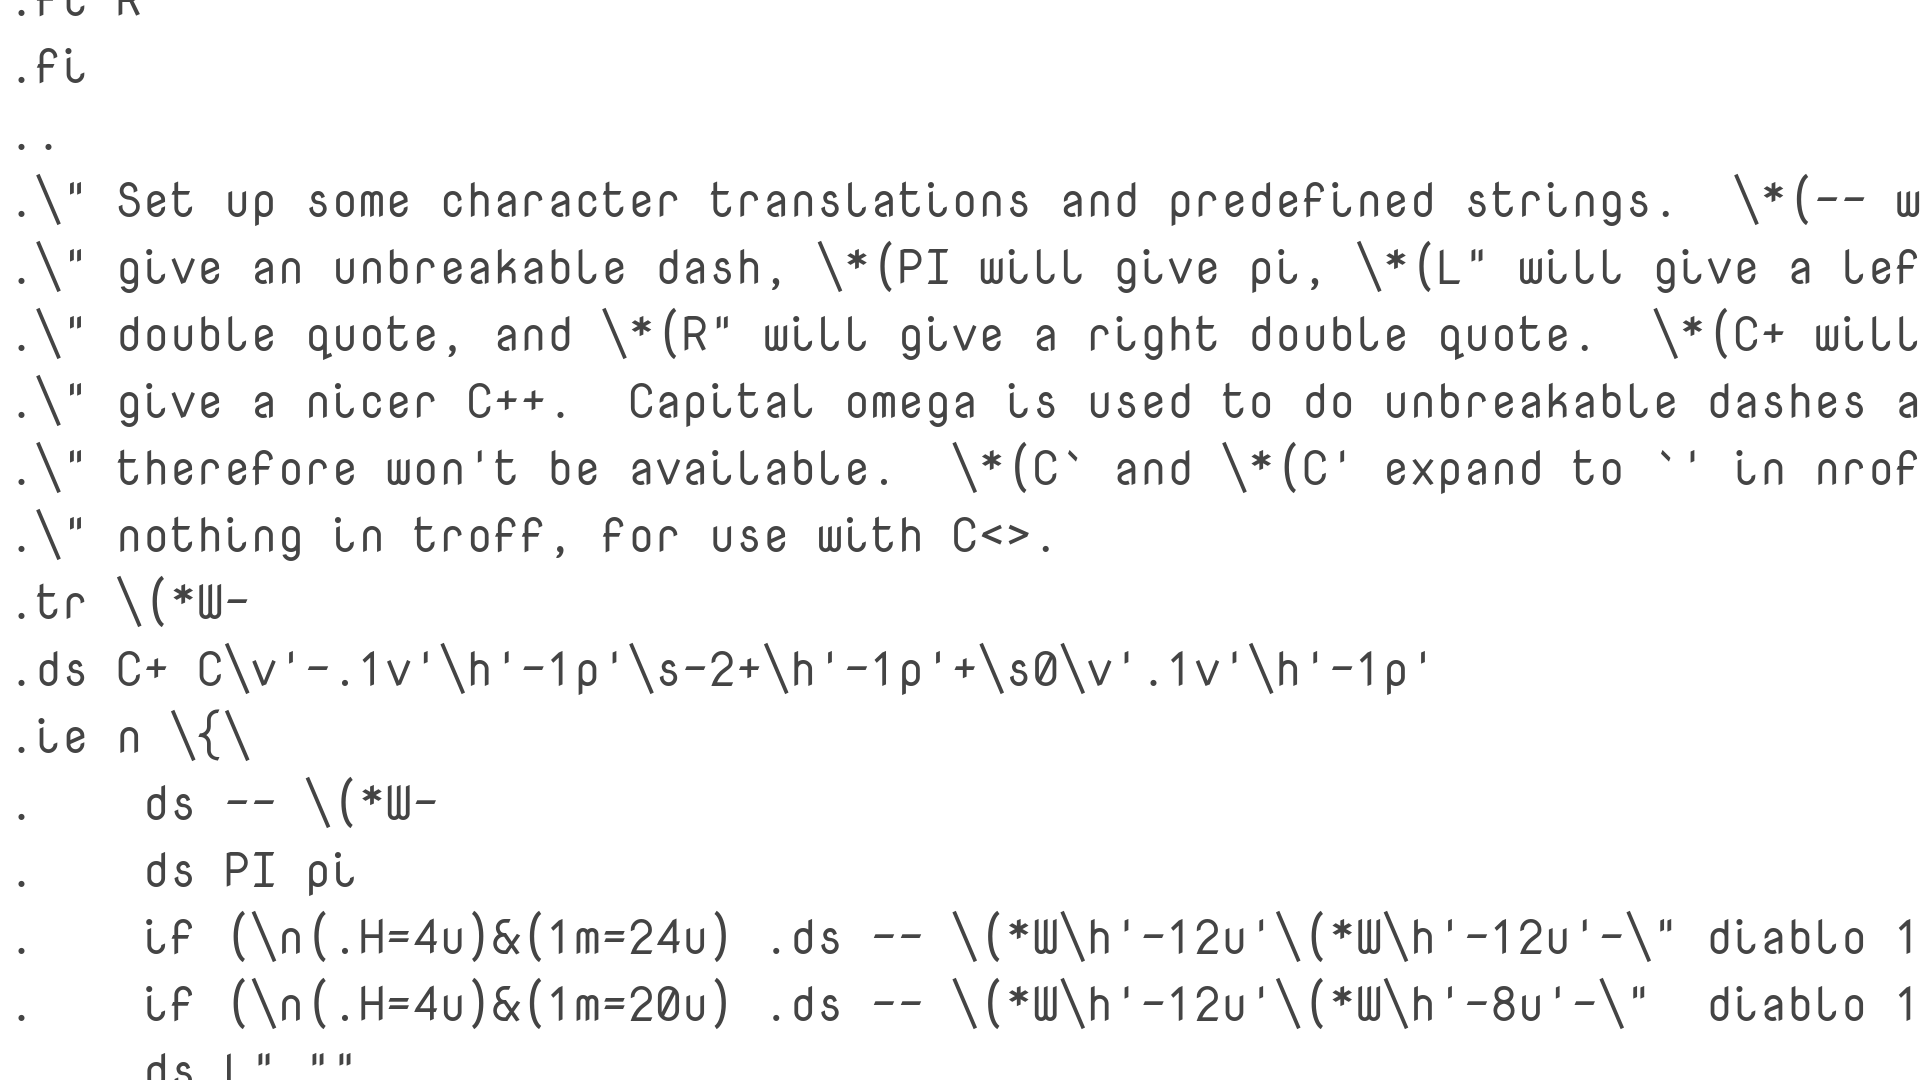 .ft R
.fi
..
.\" Set up some character translations and predefined strings.  \*(-- w
.\" give an unbreakable dash, \*(PI will give pi, \*(L" will give a lef
.\" double quote, and \*(R" will give a right double quote.  \*(C+ will
.\" give a nicer C++.  Capital omega is used to do unbreakable dashes a
.\" therefore won't be available.  \*(C` and \*(C' expand to `' in nrof
.\" nothing in troff, for use with C<>.
.tr \(*W-
.ds C+ C\v'-.1v'\h'-1p'\s-2+\h'-1p'+\s0\v'.1v'\h'-1p'
.ie n \{\
.    ds -- \(*W-
.    ds PI pi
.    if (\n(.H=4u)&(1m=24u) .ds -- \(*W\h'-12u'\(*W\h'-12u'-\" diablo 1
.    if (\n(.H=4u)&(1m=20u) .ds -- \(*W\h'-12u'\(*W\h'-8u'-\"  diablo 1
     ds L" ""